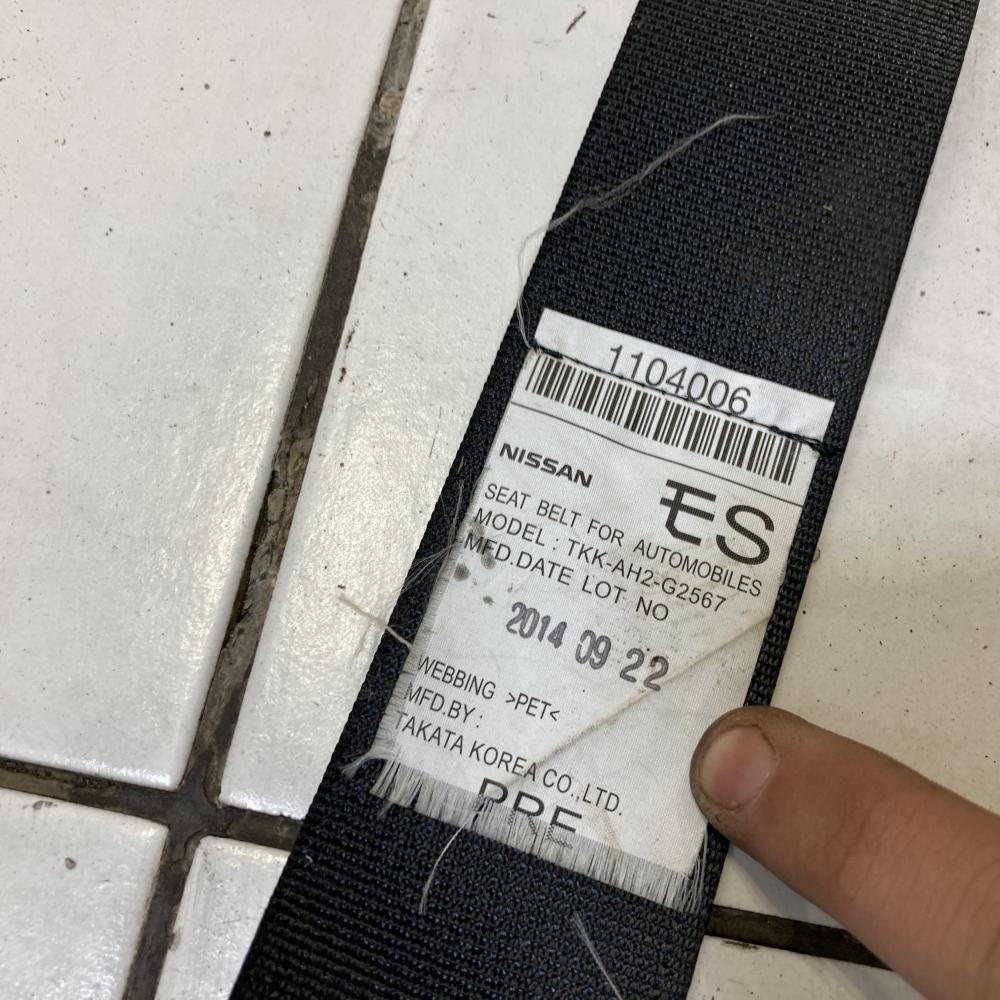 1104006
NISSAN
ES
SEAT BELT FOR AUTOMOBILES
MODEL : TKK-AH2-G2567
MFD.DATE LOT NO
2014 09 22
WEBBING >PET<
MFD.BY :
TAKATA KOREA CO.,LTD.
PRE